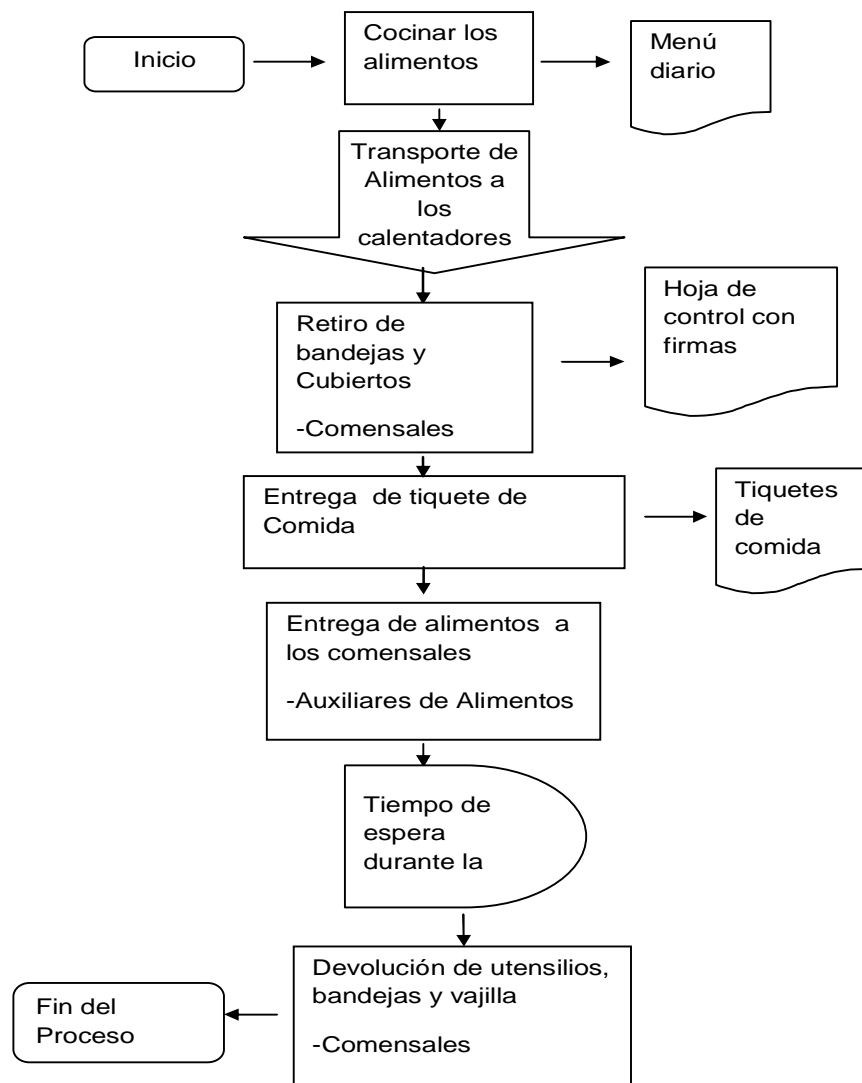 Inicio
Cocinar los
alimentos
Menú
diario
Transporte de
Alimentos a
los
calentadores
Retiro de
bandejas y
Cubiertos
-Comensales
Hoja de
control con
firmas
Entrega de tiquete de
Comida
Tiquetes
de
comida
Entrega de alimentos a
los comensales
-Auxiliares de Alimentos
Tiempo de
espera
durante la
Devolución de utensilios,
bandejas y vajilla
-Comensales
Fin del
Proceso